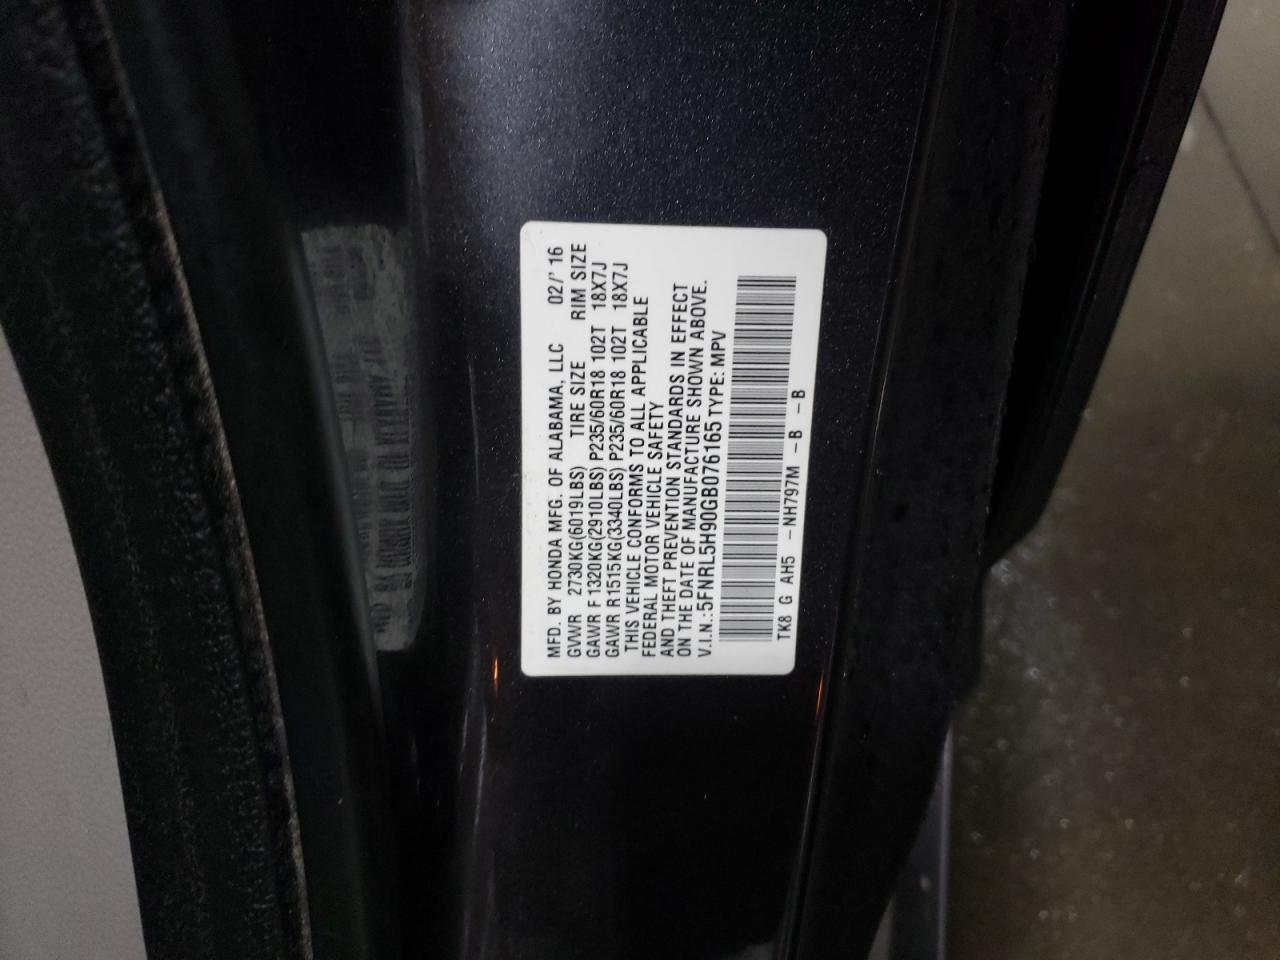 MFD. BY HONDA MFG. OF ALABAMA, LLC 02/' 16
GVWR 2730KG(6019LBS) TIRE SIZE RIM SIZE
GAWR F 1320KG(2910LBS) P235/60R18 102T 18X7J
GAWR R1515KG(3340LBS) P235/60R18 102T 18X7J
THIS VEHICLE CONFORMS TO ALL APPLICABLE
FEDERAL MOTOR VEHICLE SAFETY
AND THEFT PREVENTION STANDARDS IN EFFECT
ON THE DATE OF MANUFACTURE SHOWN ABOVE.
V.I.N.:5FNRL5H90GB076165 TYPE: MPV
TK8 G AH5 -NH797M -B -B